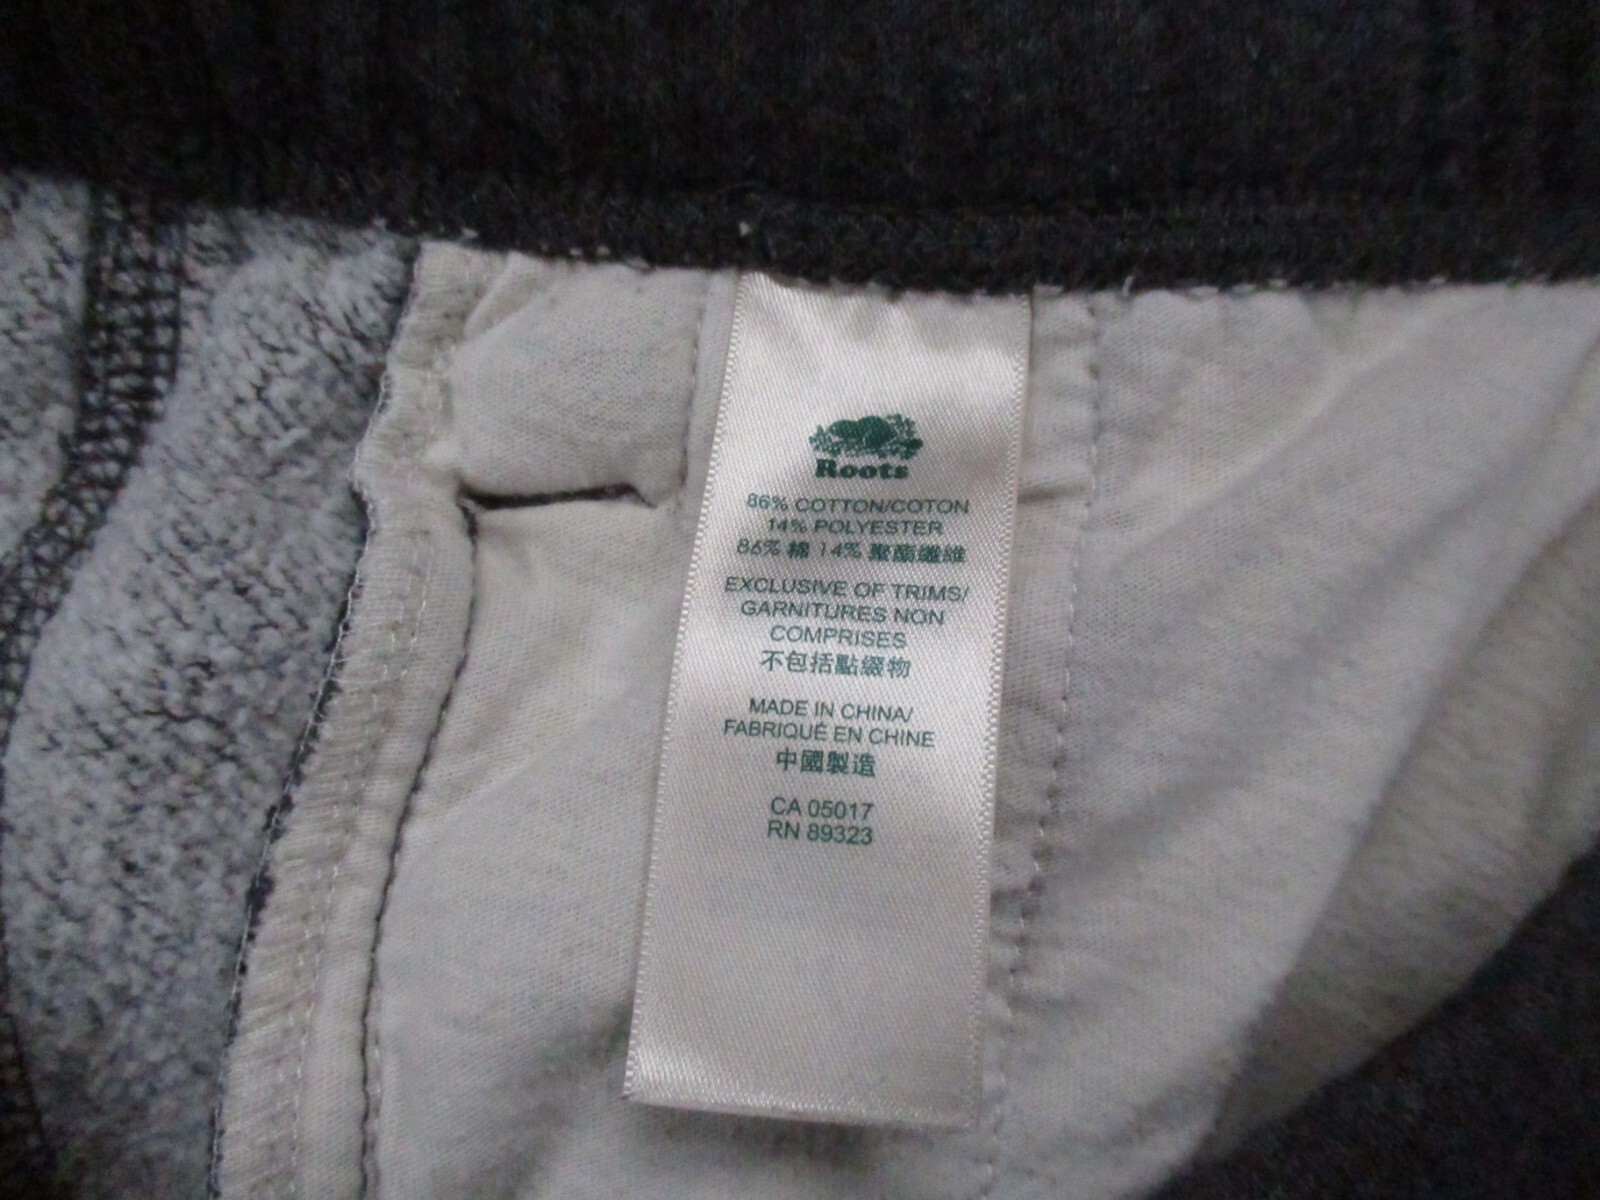 Roots
86% COTTON/COTON
14% POLYESTER
86% 綿 14% 聚酯纖維
EXCLUSIVE OF TRIMS/
GARNITURES NON
COMPRISES
不包括點綴物
MADE IN CHINA/
FABRIQUÉ EN CHINE
中國製造
CA 05017
RN 89323